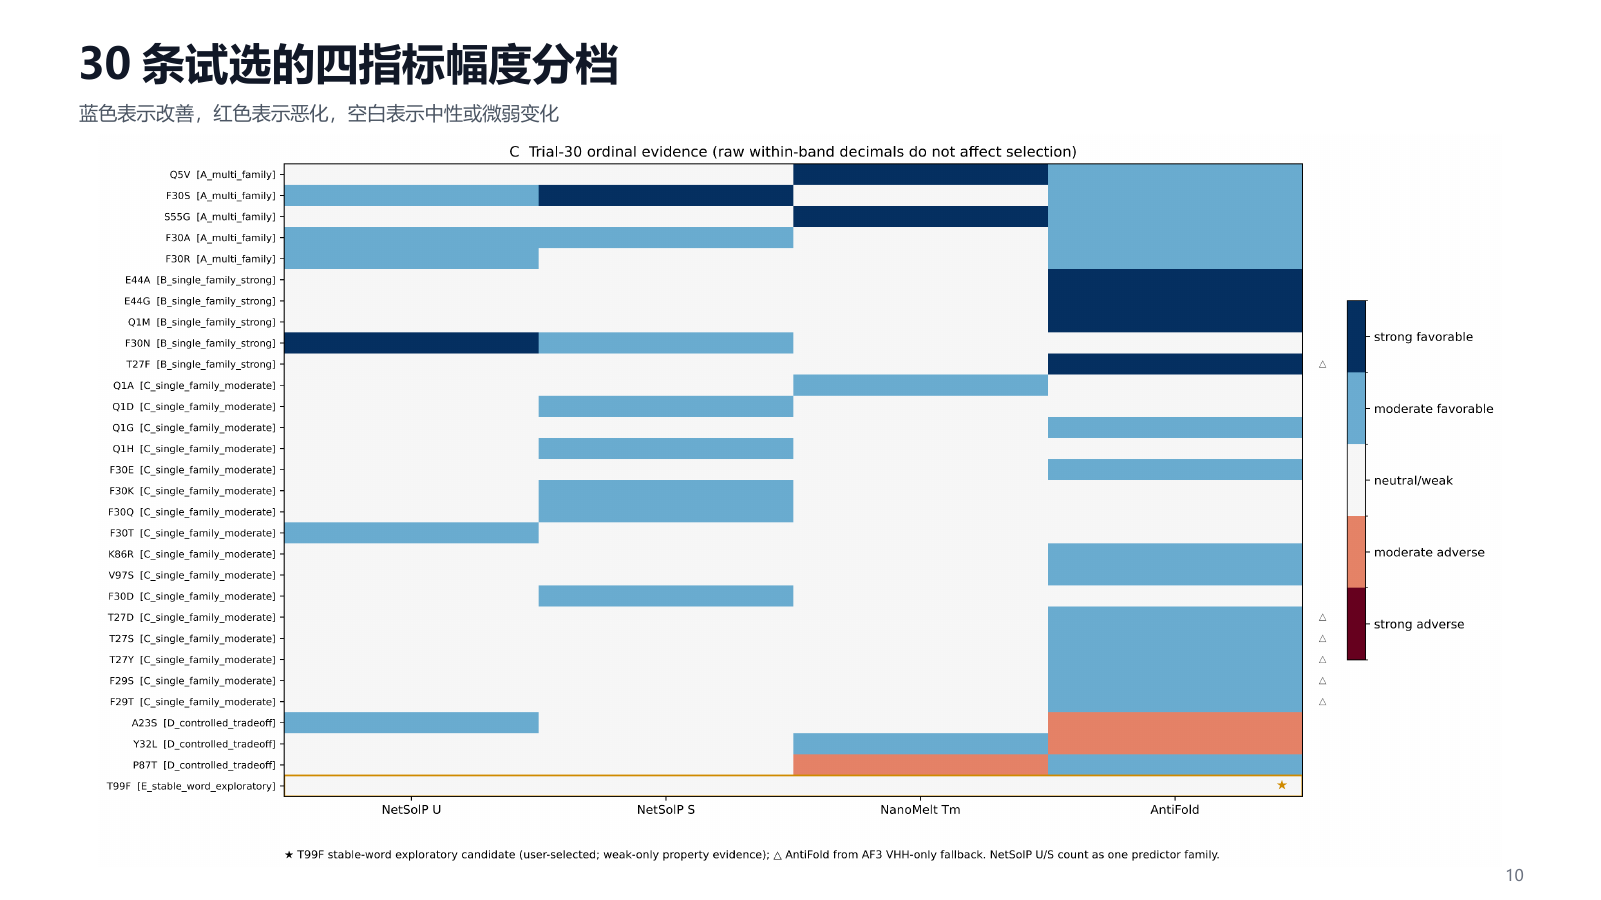 30 条试选的四指标幅度分档
蓝色表示改善，红色表示恶化，空白表示中性或微弱变化
C Trial-30 ordinal evidence (raw within-band decimals do not affect selection)
Q5V [A_multi_family]
F30S [A_multi_family]
S55G [A_multi_family]
F30A [A_multi_family]
F30R [A_multi_family]
E44A [B_single_family_strong]
E44G [B_single_family_strong]
Q1M [B_single_family_strong]
F30N [B_single_family_strong]
T27F [B_single_family_strong] △
Q1A [C_single_family_moderate]
Q1D [C_single_family_moderate]
Q1G [C_single_family_moderate]
Q1H [C_single_family_moderate]
F30E [C_single_family_moderate]
F30K [C_single_family_moderate]
F30Q [C_single_family_moderate]
F30T [C_single_family_moderate]
K86R [C_single_family_moderate]
V97S [C_single_family_moderate]
F30D [C_single_family_moderate]
T27D [C_single_family_moderate] △
T27S [C_single_family_moderate] △
T27Y [C_single_family_moderate] △
F29S [C_single_family_moderate] △
F29T [C_single_family_moderate] △
A23S [D_controlled_tradeoff]
Y32L [D_controlled_tradeoff]
P87T [D_controlled_tradeoff]
T99F [E_stable_word_exploratory] ★
NetSolP U
NetSolP S
NanoMelt Tm
AntiFold
strong favorable
moderate favorable
neutral/weak
moderate adverse
strong adverse
★ T99F stable-word exploratory candidate (user-selected; weak-only property evidence); △ AntiFold from AF3 VHH-only fallback. NetSolP U/S count as one predictor family.
10